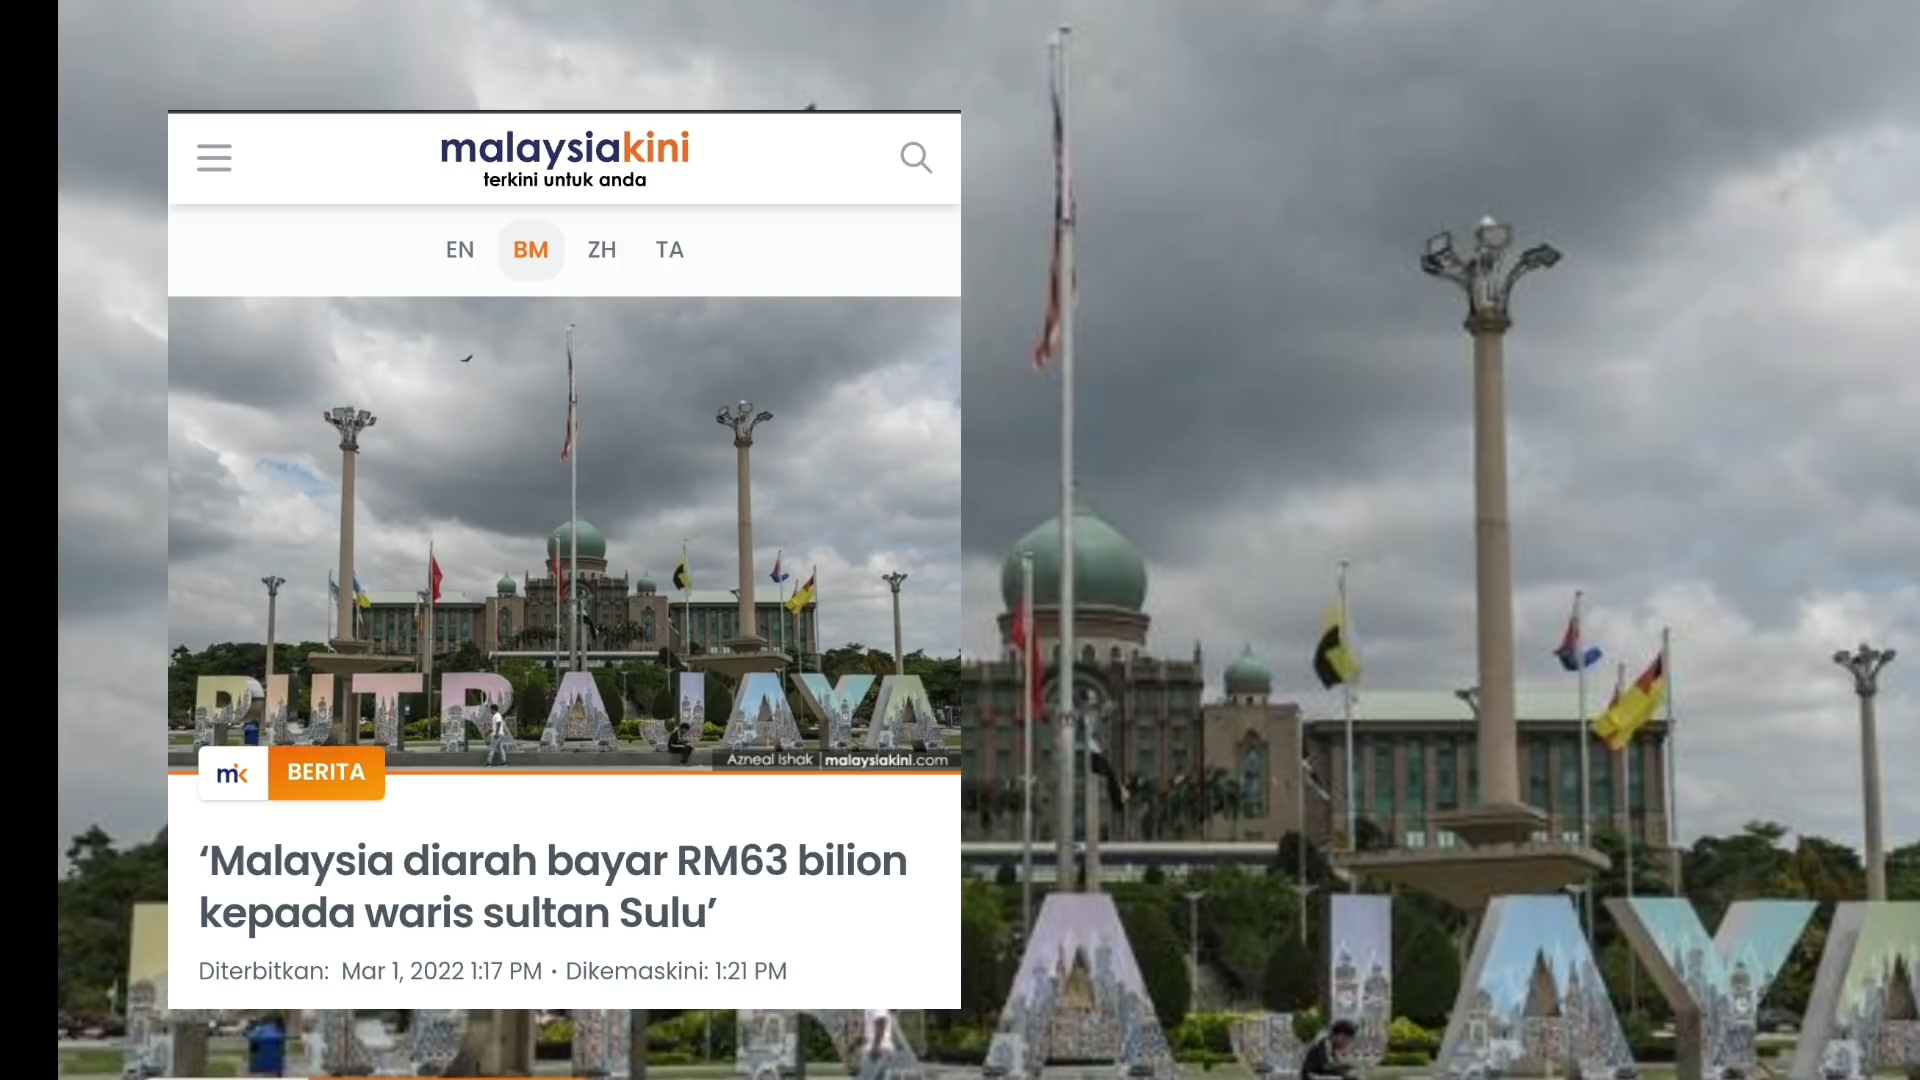 malaysiakini
terkini untuk anda
EN BM ZH TA
PUTRAJAYA
Azneal Ishak | malaysiakini.com
mk BERITA
‘Malaysia diarah bayar RM63 bilion
kepada waris sultan Sulu’
Diterbitkan: Mar 1, 2022 1:17 PM • Dikemaskini: 1:21 PM